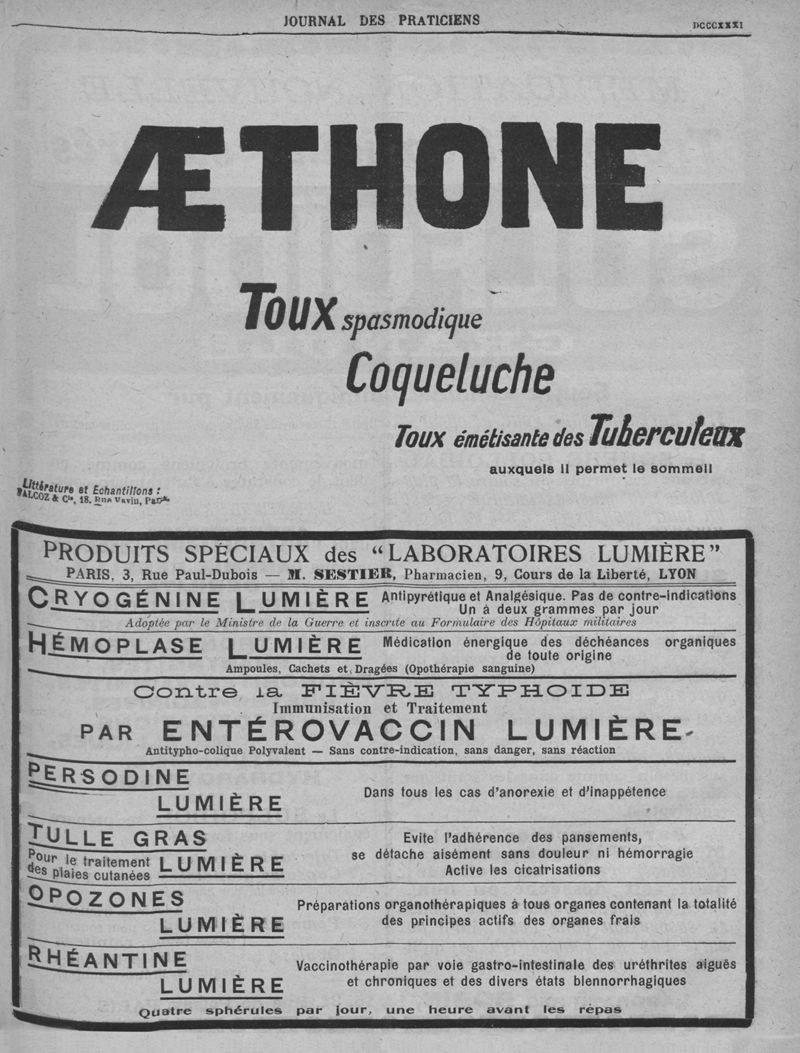 JOURNAL DES PRATICIENS
DCCCXXXI
ÆTHONE
Toux spasmodique
Coqueluche
Toux émétisante des Tuberculeux
auxquels il permet le sommeil
Littérature et Échantillons :
FALCOZ & Cie, 18, Rue Vavin, Paris.
PRODUITS SPÉCIAUX des “LABORATOIRES LUMIÈRE”
PARIS, 3, Rue Paul-Dubois — M. SESTIER, Pharmacien, 9, Cours de la Liberté, LYON
CRYOGÉNINE LUMIÈRE Antipyrétique et Analgésique. Pas de contre-indications
Un à deux grammes par jour
Adoptée par le Ministre de la Guerre et inscrite au Formulaire des Hôpitaux militaires
HÉMOPLASE LUMIÈRE Médication énergique des déchéances organiques
de toute origine
Ampoules, Cachets et Dragées (Opothérapie sanguine)
Contre la FIÈVRE TYPHOIDE
Immunisation et Traitement
PAR ENTÉROVACCIN LUMIÈRE
Antitypho-colique Polyvalent — Sans contre-indication, sans danger, sans réaction
PERSODINE
LUMIÈRE
Dans tous les cas d'anorexie et d'inappétence
TULLE GRAS
Pour le traitement
des plaies cutanées
LUMIÈRE
Evite l'adhérence des pansements,
se détache aisément sans douleur ni hémorragie
Active les cicatrisations
OPOZONES
LUMIÈRE
Préparations organothérapiques à tous organes contenant la totalité
des principes actifs des organes frais
RHÉANTINE
LUMIÈRE
Vaccinothérapie par voie gastro-intestinale des uréthrites aiguës
et chroniques et des divers états blennorrhagiques
Quatre sphérules par jour, une heure avant les repas